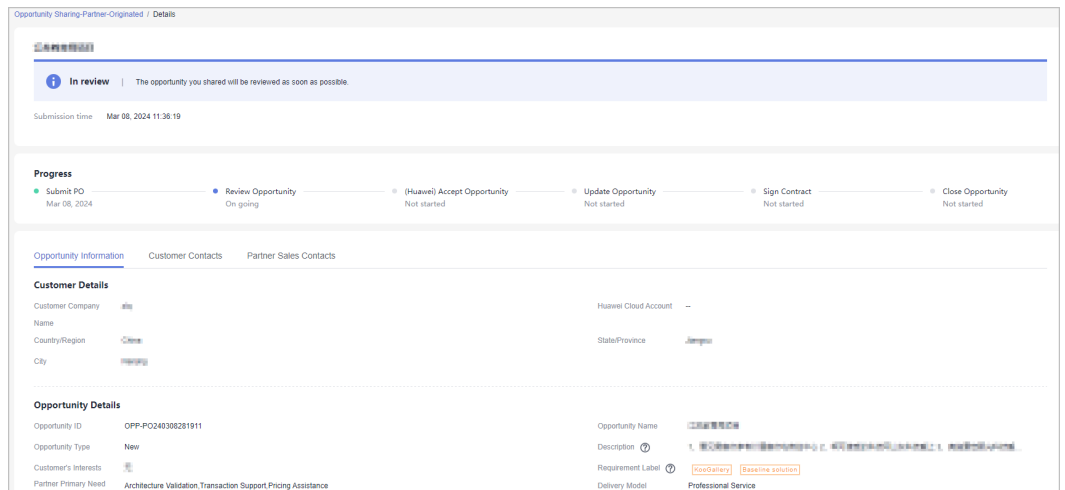 Opportunity Sharing-Partner-Originated / Details
In review | The opportunity you shared will be reviewed as soon as possible.
Submission time Mar 08, 2024 11:36:19
Progress
Submit PO Review Opportunity (Huawei) Accept Opportunity Update Opportunity Sign Contract Close Opportunity
Mar 08, 2024 On going Not started Not started Not started Not started
Opportunity Information Customer Contacts Partner Sales Contacts
Customer Details
Customer Company Name Huawei Cloud Account --
Country/Region State/Province
City
Opportunity Details
Opportunity ID OPP-PO240308281911 Opportunity Name
Opportunity Type New Description
Customer's Interests Requirement Label KooGallery Baseline solution
Partner Primary Need Architecture Validation,Transaction Support,Pricing Assistance Delivery Model Professional Service